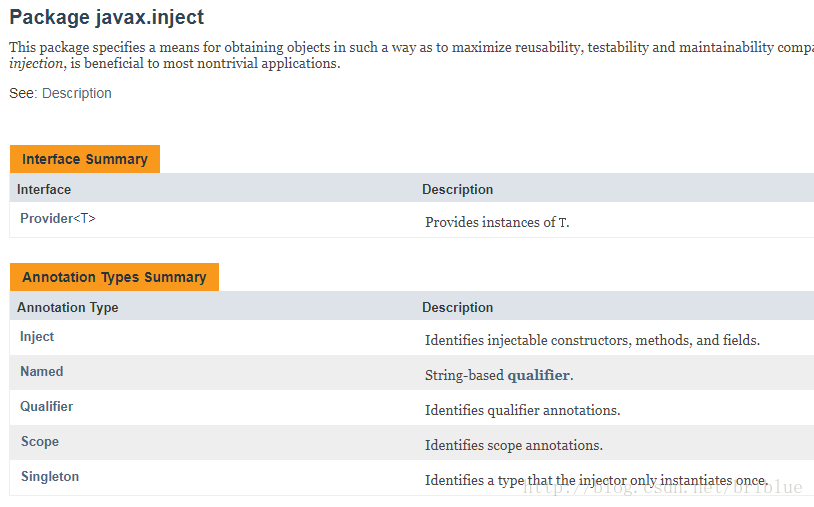 Package javax.inject
This package specifies a means for obtaining objects in such a way as to maximize reusability, testability and maintainability
injection, is beneficial to most nontrivial applications.
See: Description
Interface Summary
Interface Description
Provider<T> Provides instances of T.
Annotation Types Summary
Annotation Type Description
Inject Identifies injectable constructors, methods, and fields.
Named String-based qualifier.
Qualifier Identifies qualifier annotations.
Scope Identifies scope annotations.
Singleton Identifies a type that the injector only instantiates once.
http://blog.csdn.net/briblue